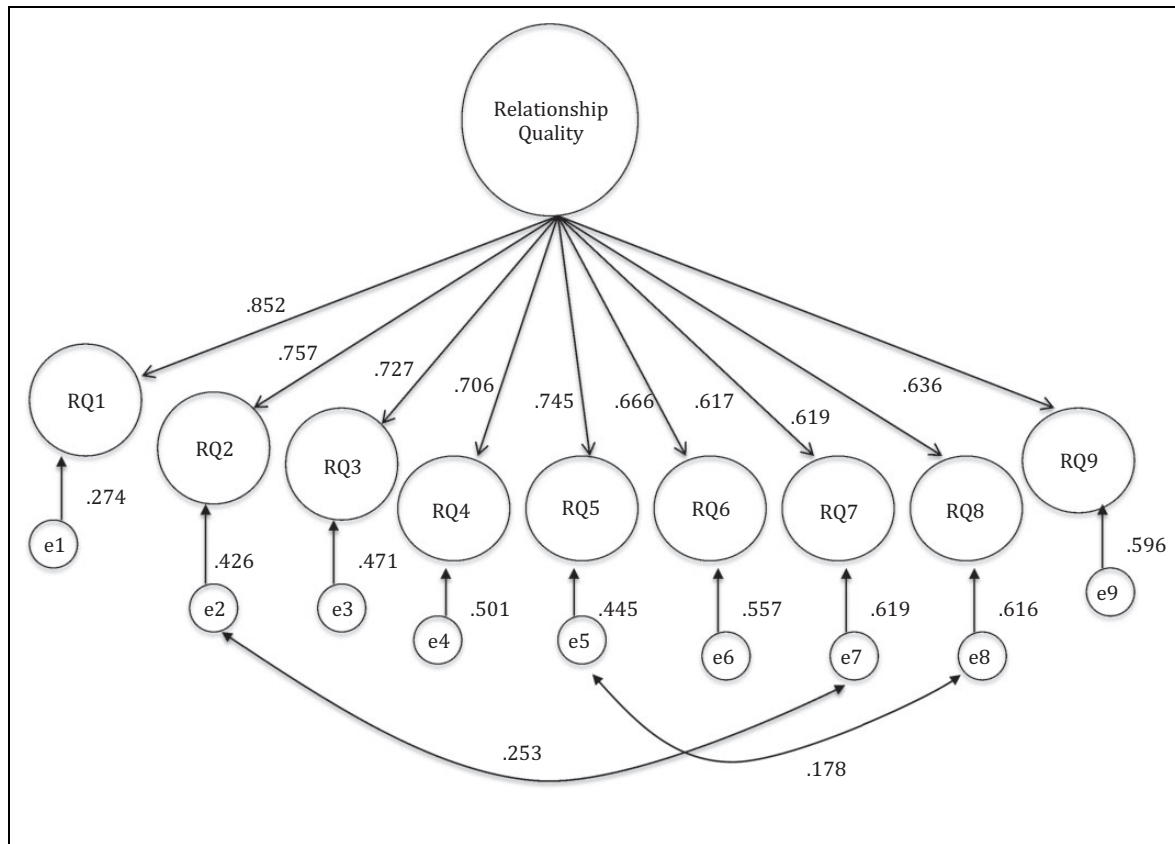 Relationship
Quality
.852
.757
.727
.706
.745
.666
.617
.619
.636
RQ1
RQ2
RQ3
RQ4
RQ5
RQ6
RQ7
RQ8
RQ9
.274
.426
.471
.501
.445
.557
.619
.616
.596
e1
e2
e3
e4
e5
e6
e7
e8
e9
.253
.178